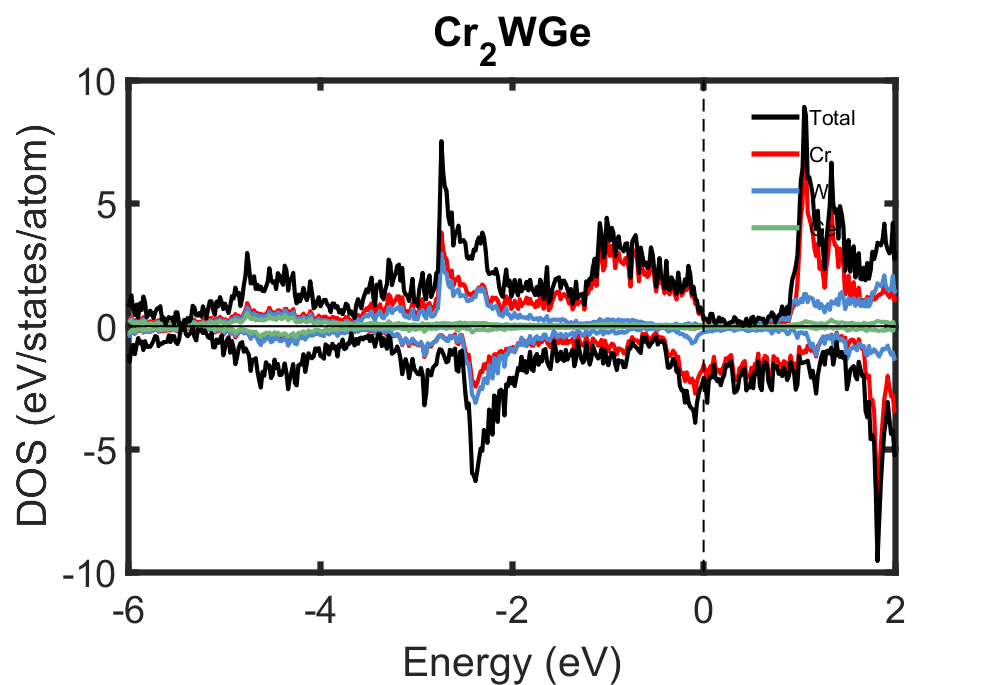 Cr2WGe
DOS (eV/states/atom)
10
5
0
-5
-10
-6 -4 -2 0 2
Energy (eV)
Total
Cr
W
Ge